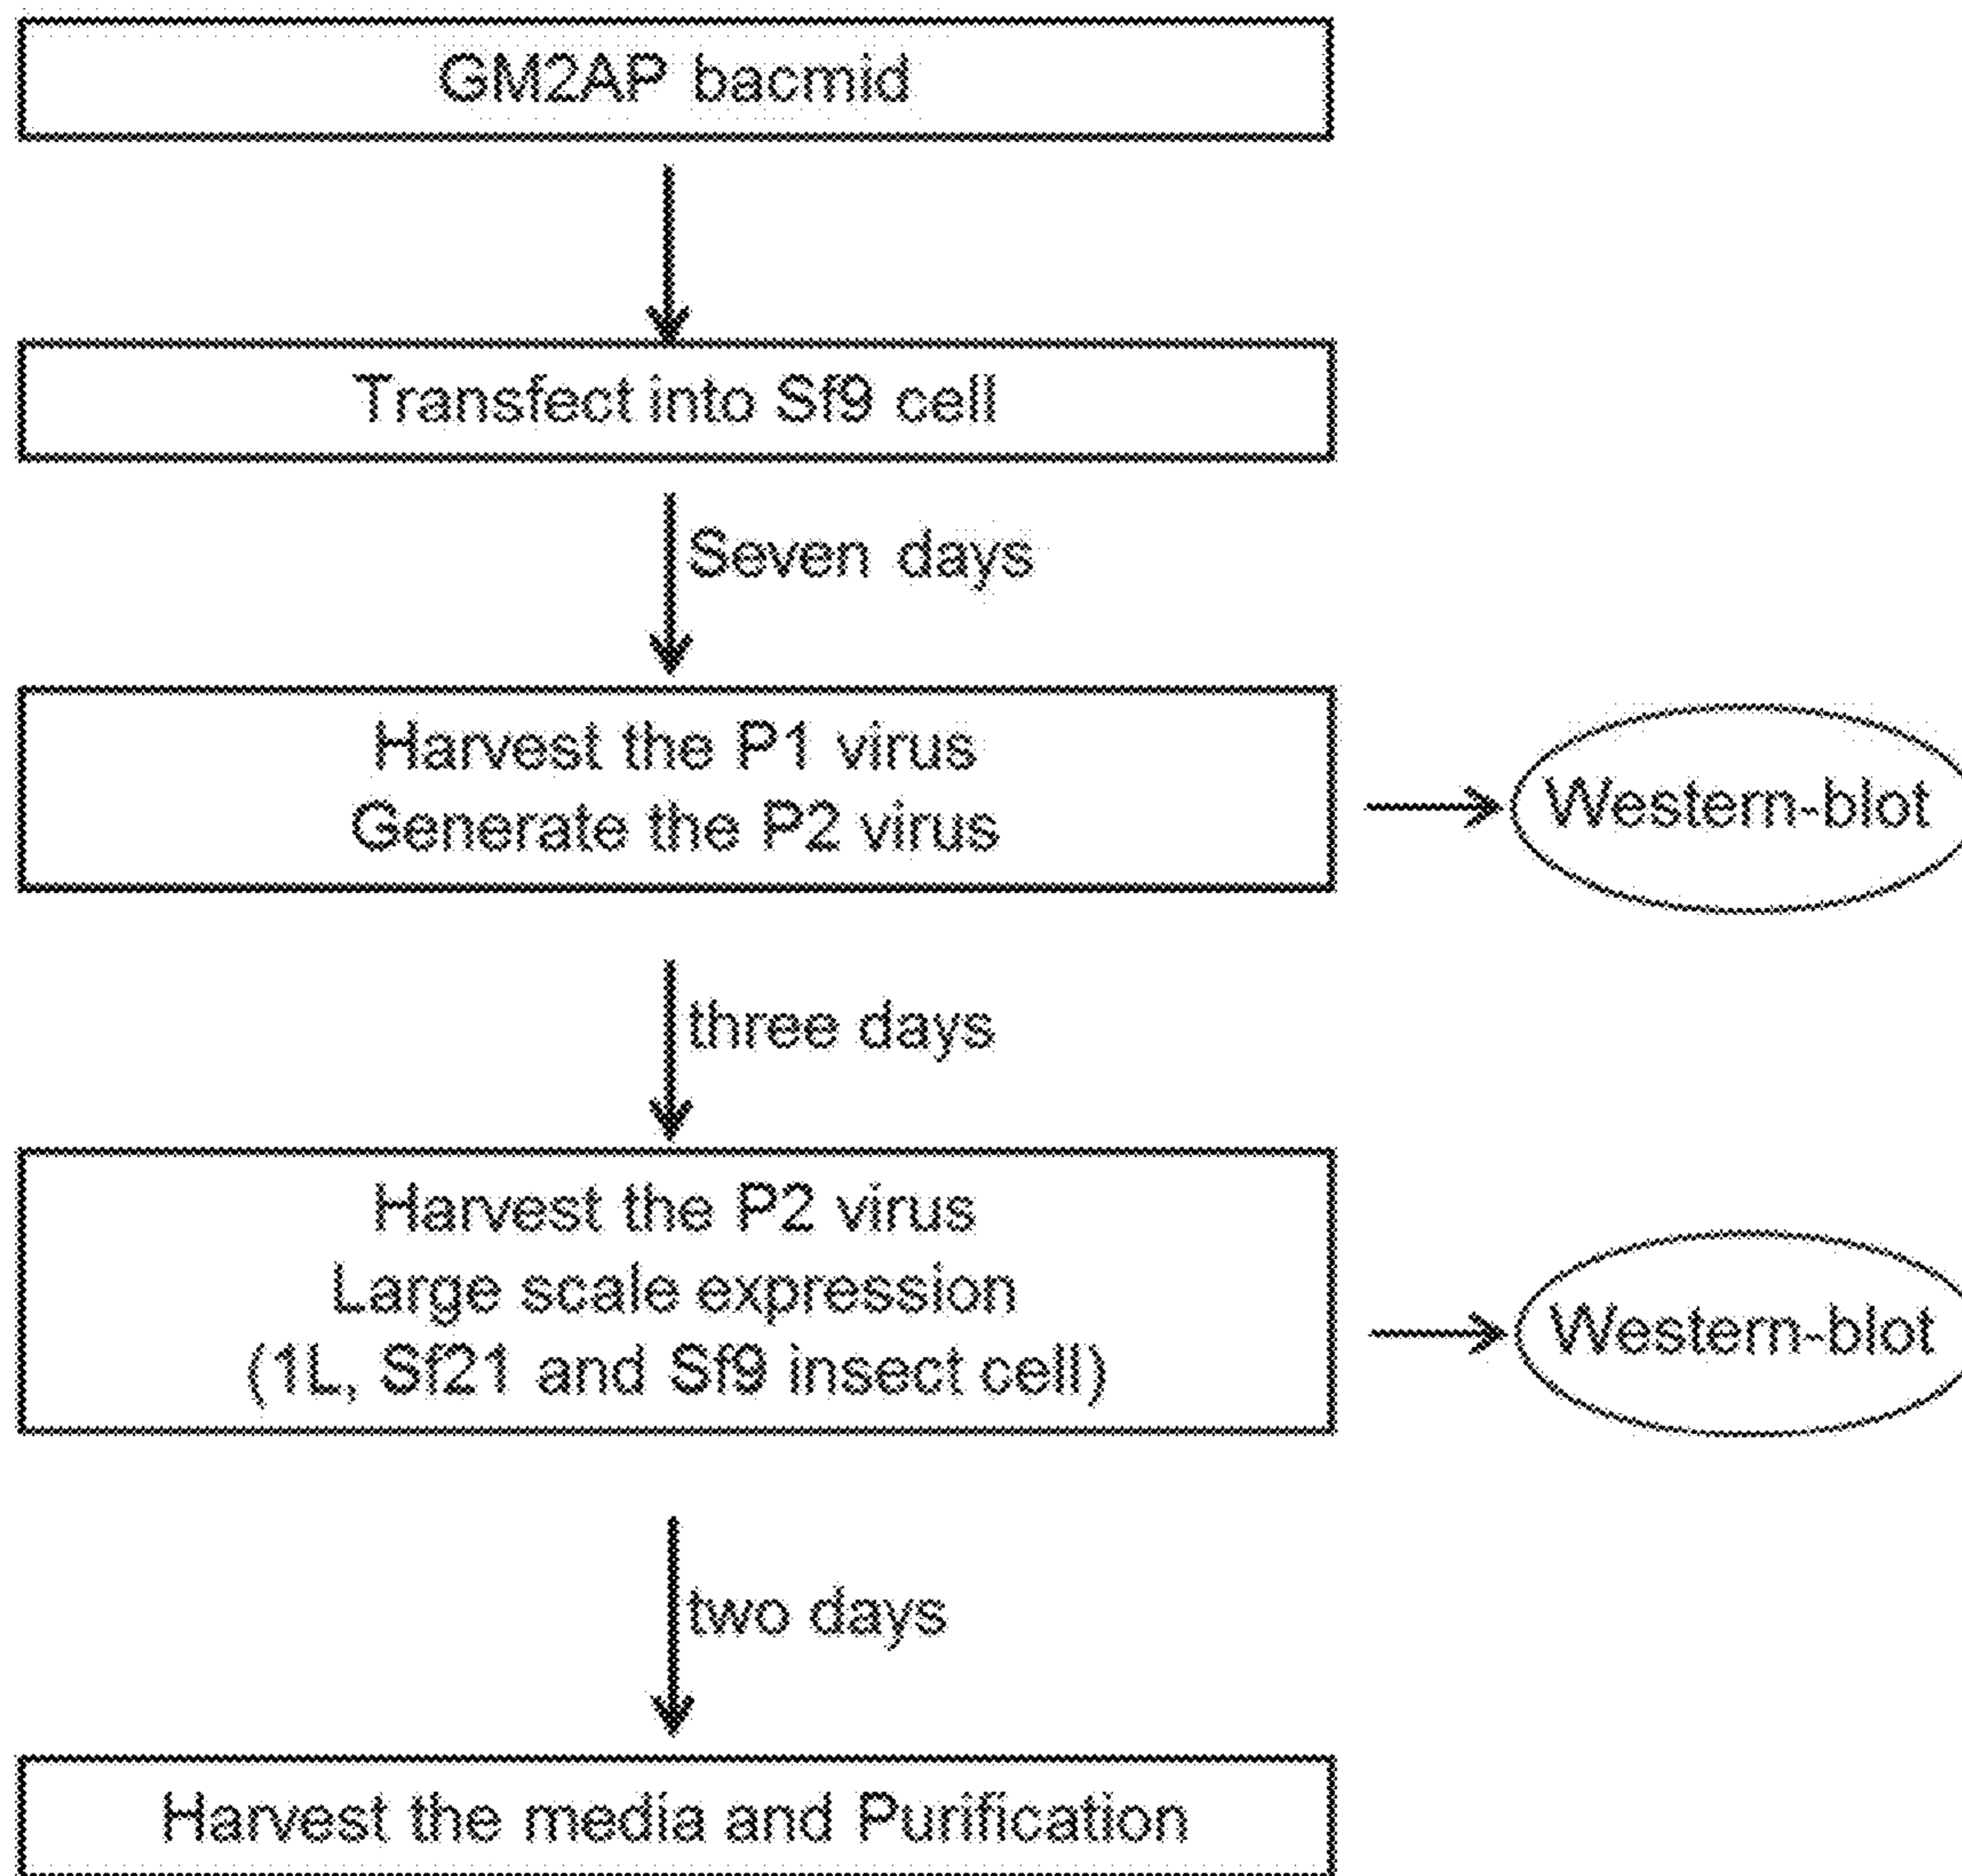 GM2AP bacmid
Transfect into Sf9 cell
Seven days
Harvest the P1 virus
Generate the P2 virus
Western-blot
three days
Harvest the P2 virus
Large scale expression
(1L, Sf21 and Sf9 insect cell)
Western-blot
two days
Harvest the media and Purification